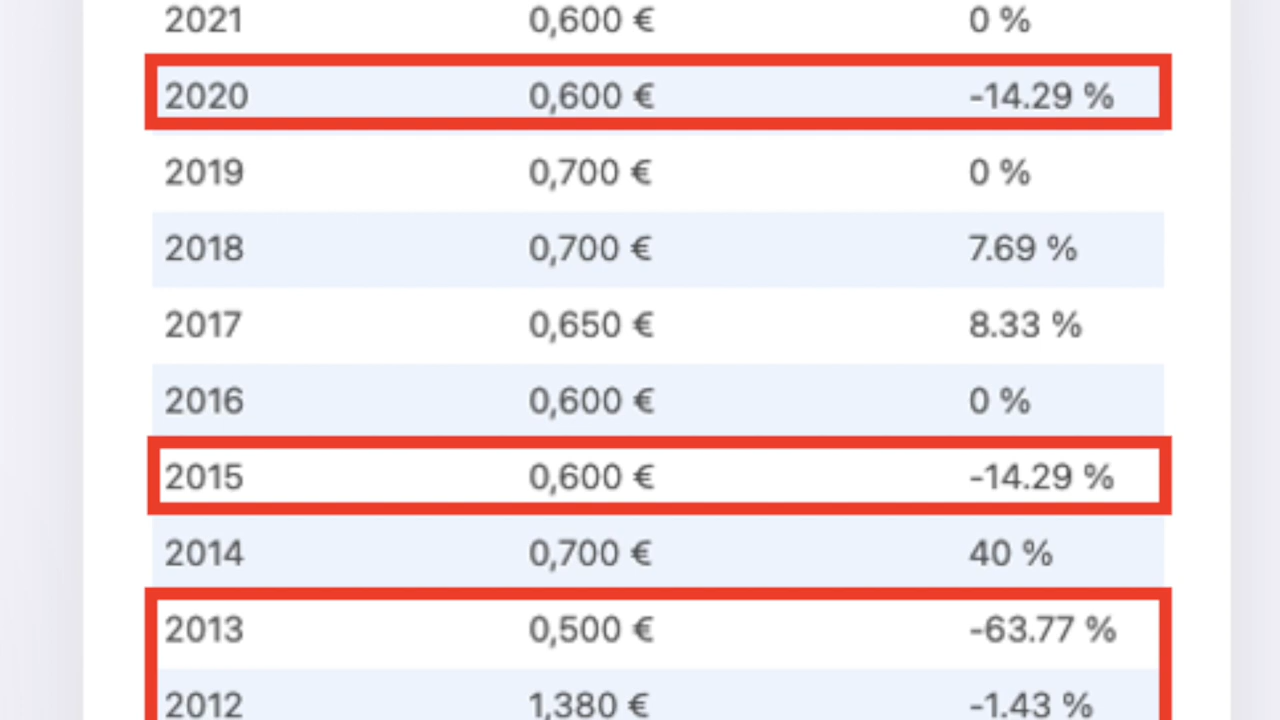 2021 0,600 € 0 %
2020 0,600 € -14.29 %
2019 0,700 € 0 %
2018 0,700 € 7.69 %
2017 0,650 € 8.33 %
2016 0,600 € 0 %
2015 0,600 € -14.29 %
2014 0,700 € 40 %
2013 0,500 € -63.77 %
2012 1,380 € -1.43 %